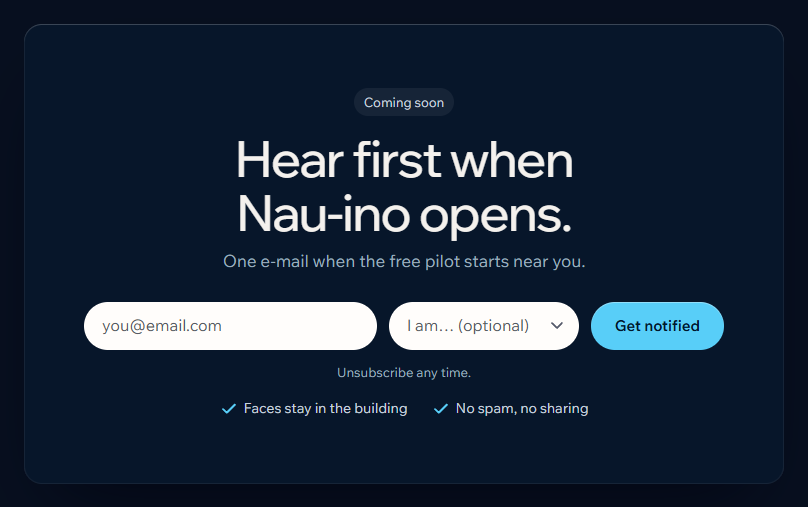 Coming soon
Hear first when
Nau-ino opens.
One e-mail when the free pilot starts near you.
you@email.com
I am… (optional)
Get notified
Unsubscribe any time.
Faces stay in the building
No spam, no sharing